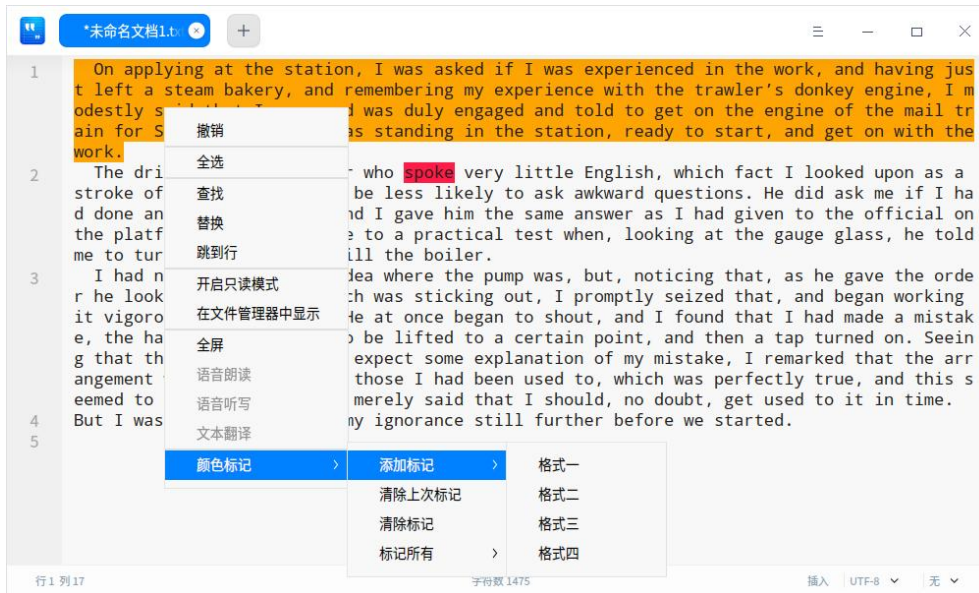 *未命名文档1.tx
1 On applying at the station, I was asked if I was experienced in the work, and having jus
t left a steam bakery, and remembering my experience with the trawler's donkey engine, I m
odestly s d was duly engaged and told to get on the engine of the mail tr
ain for S as standing in the station, ready to start, and get on with the
work.
2 The dri who spoke very little English, which fact I looked upon as a
stroke of be less likely to ask awkward questions. He did ask me if I ha
d done an nd I gave him the same answer as I had given to the official on
the platf e to a practical test when, looking at the gauge glass, he told
me to tur ill the boiler.
3 I had n dea where the pump was, but, noticing that, as he gave the orde
r he look ch was sticking out, I promptly seized that, and began working
it vigoro He at once began to shout, and I found that I had made a mistak
e, the ha o be lifted to a certain point, and then a tap turned on. Seein
g that th expect some explanation of my mistake, I remarked that the arr
angement those I had been used to, which was perfectly true, and this s
eemed to merely said that I should, no doubt, get used to it in time.
4 But I was my ignorance still further before we started.
5
撤销
全选
查找
替换
跳到行
开启只读模式
在文件管理器中显示
全屏
语音朗读
语音听写
文本翻译
颜色标记
添加标记
清除上次标记
清除标记
标记所有
格式一
格式二
格式三
格式四
行1 列17 字符数 1475 插入 UTF-8 无